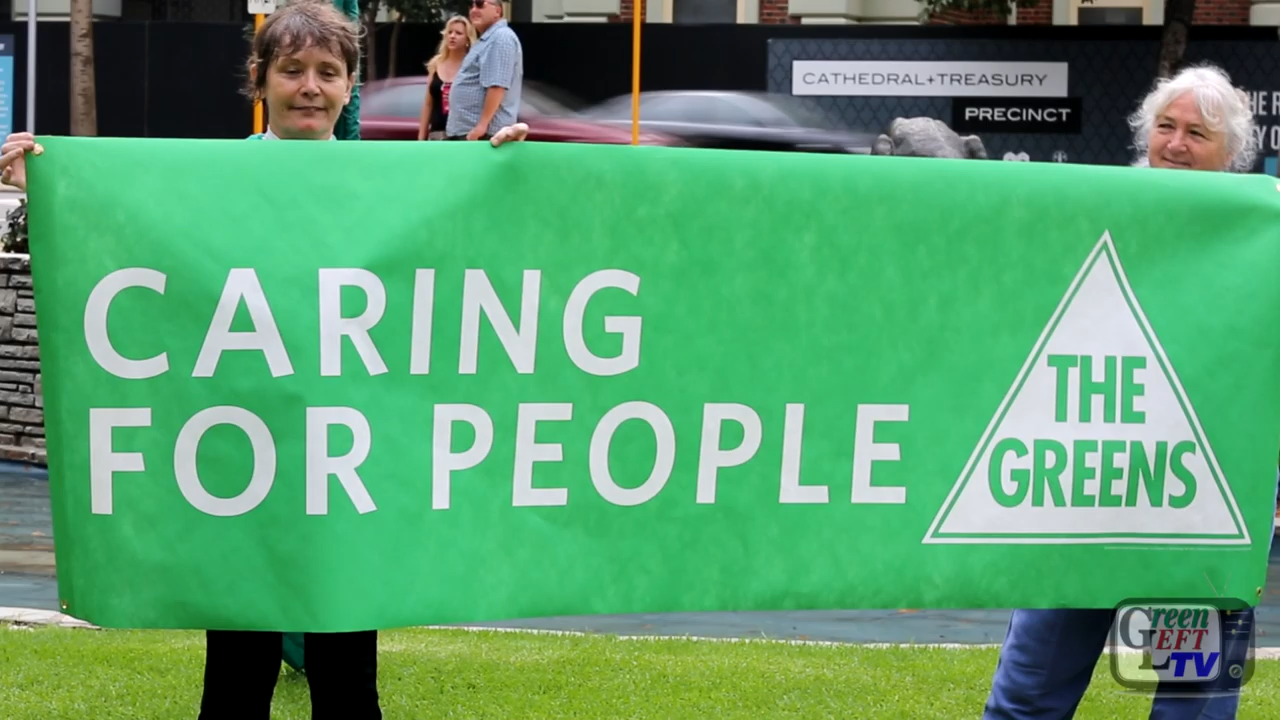 CATHEDRAL+TREASURY
PRECINCT
CARING
FOR PEOPLE
THE
GREENS
Green
LEFT
TV